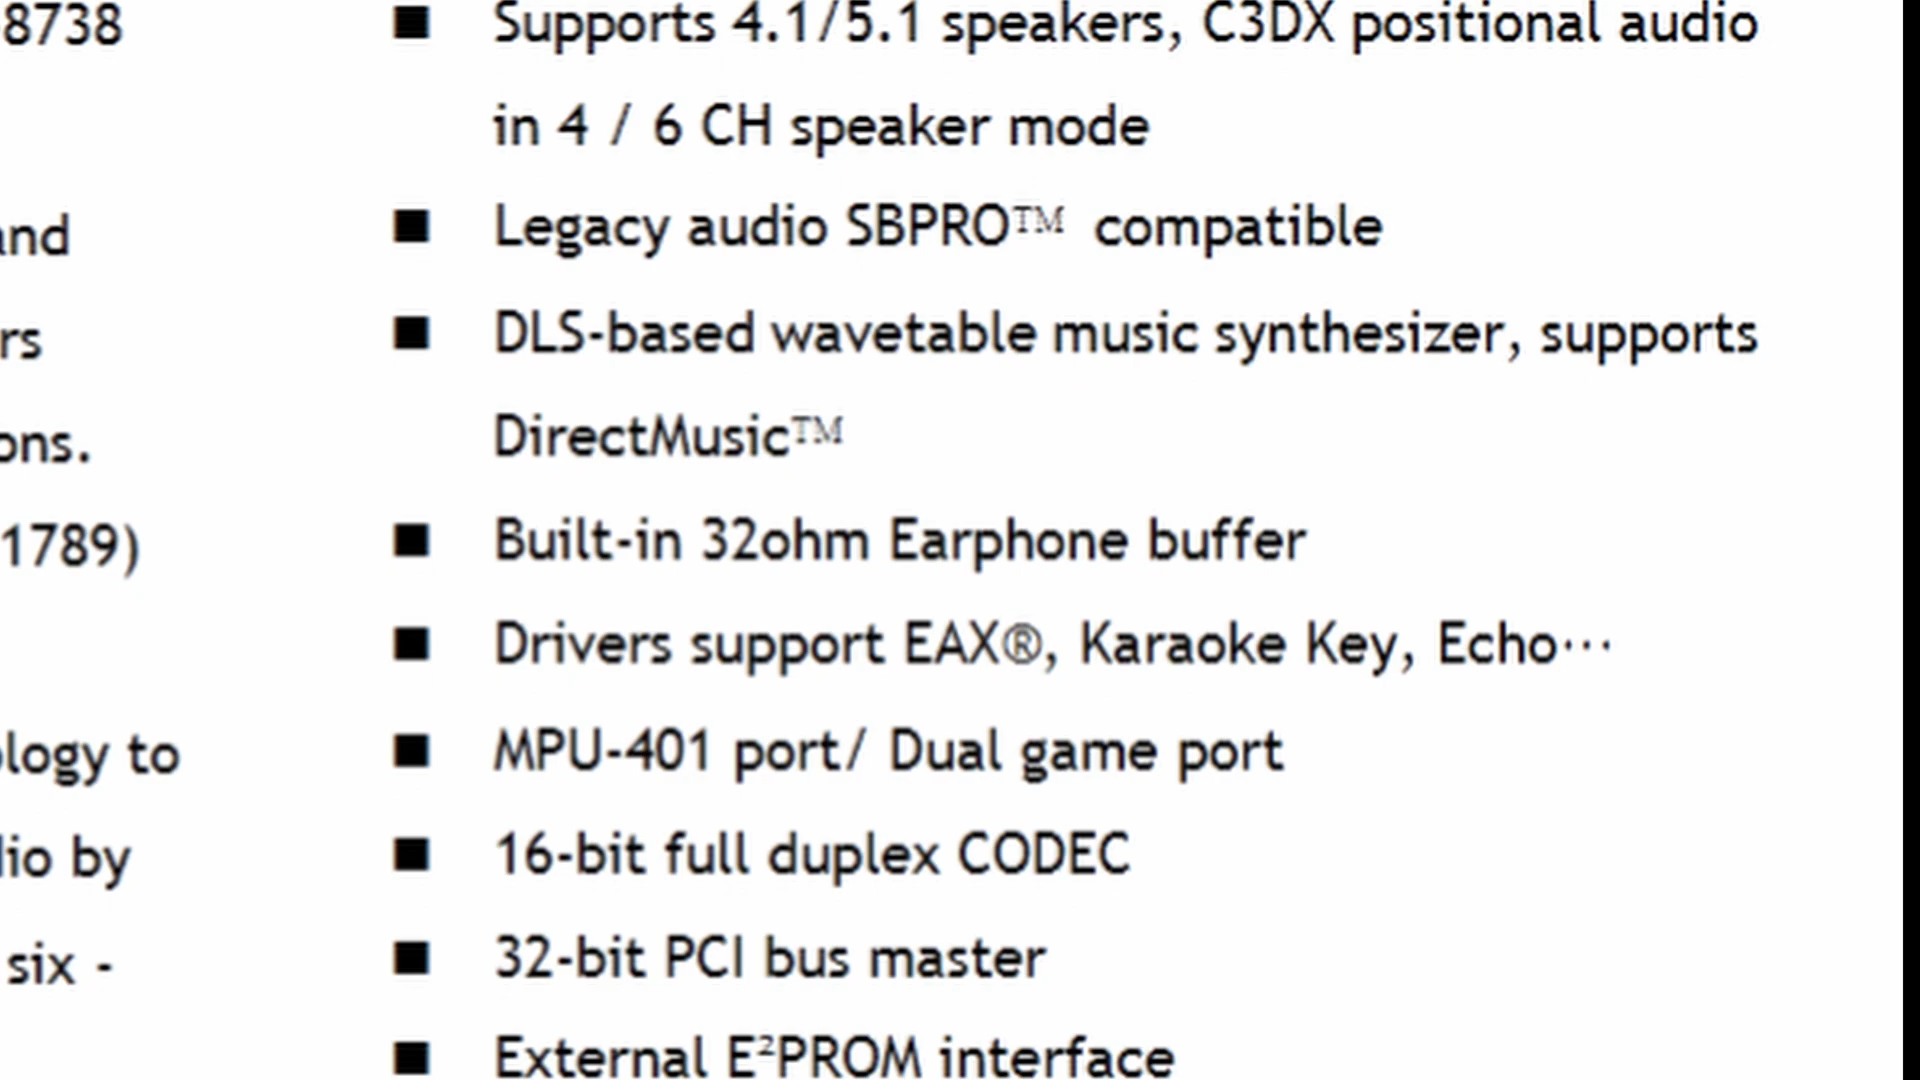 8738
and
rs
ons.
1789)
ology to
dio by
six -
■ Supports 4.1/5.1 speakers, C3DX positional audio
in 4 / 6 CH speaker mode
■ Legacy audio SBPRO™ compatible
■ DLS-based wavetable music synthesizer, supports
DirectMusic™
■ Built-in 32ohm Earphone buffer
■ Drivers support EAX®, Karaoke Key, Echo⋯
■ MPU-401 port/ Dual game port
■ 16-bit full duplex CODEC
■ 32-bit PCI bus master
■ External E²PROM interface